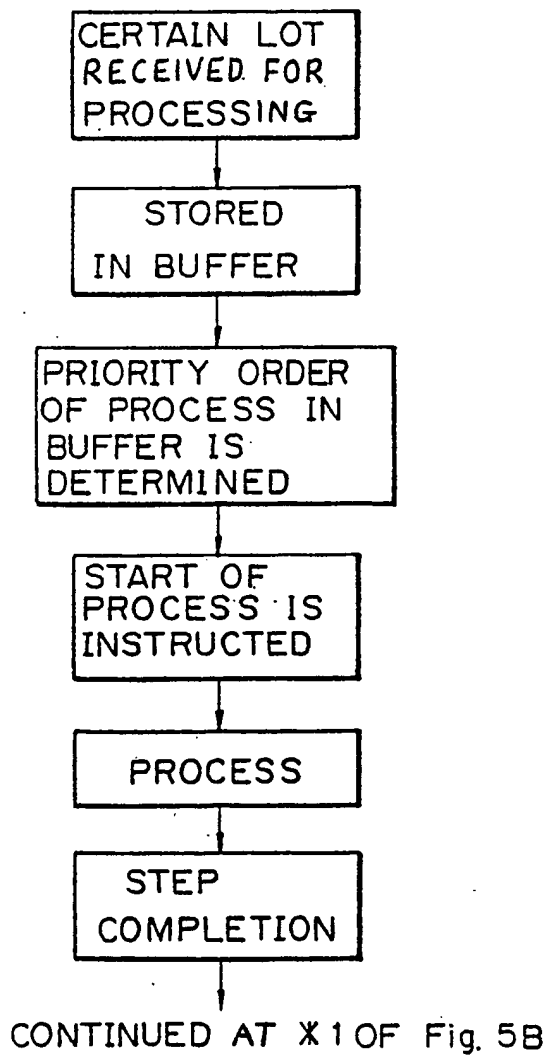 CERTAIN LOT
RECEIVED FOR
PROCESSING
STORED
IN BUFFER
PRIORITY ORDER
OF PROCESS IN
BUFFER IS
DETERMINED
START OF
PROCESS IS
INSTRUCTED
PROCESS
STEP
COMPLETION
CONTINUED AT ※1 OF Fig. 5B